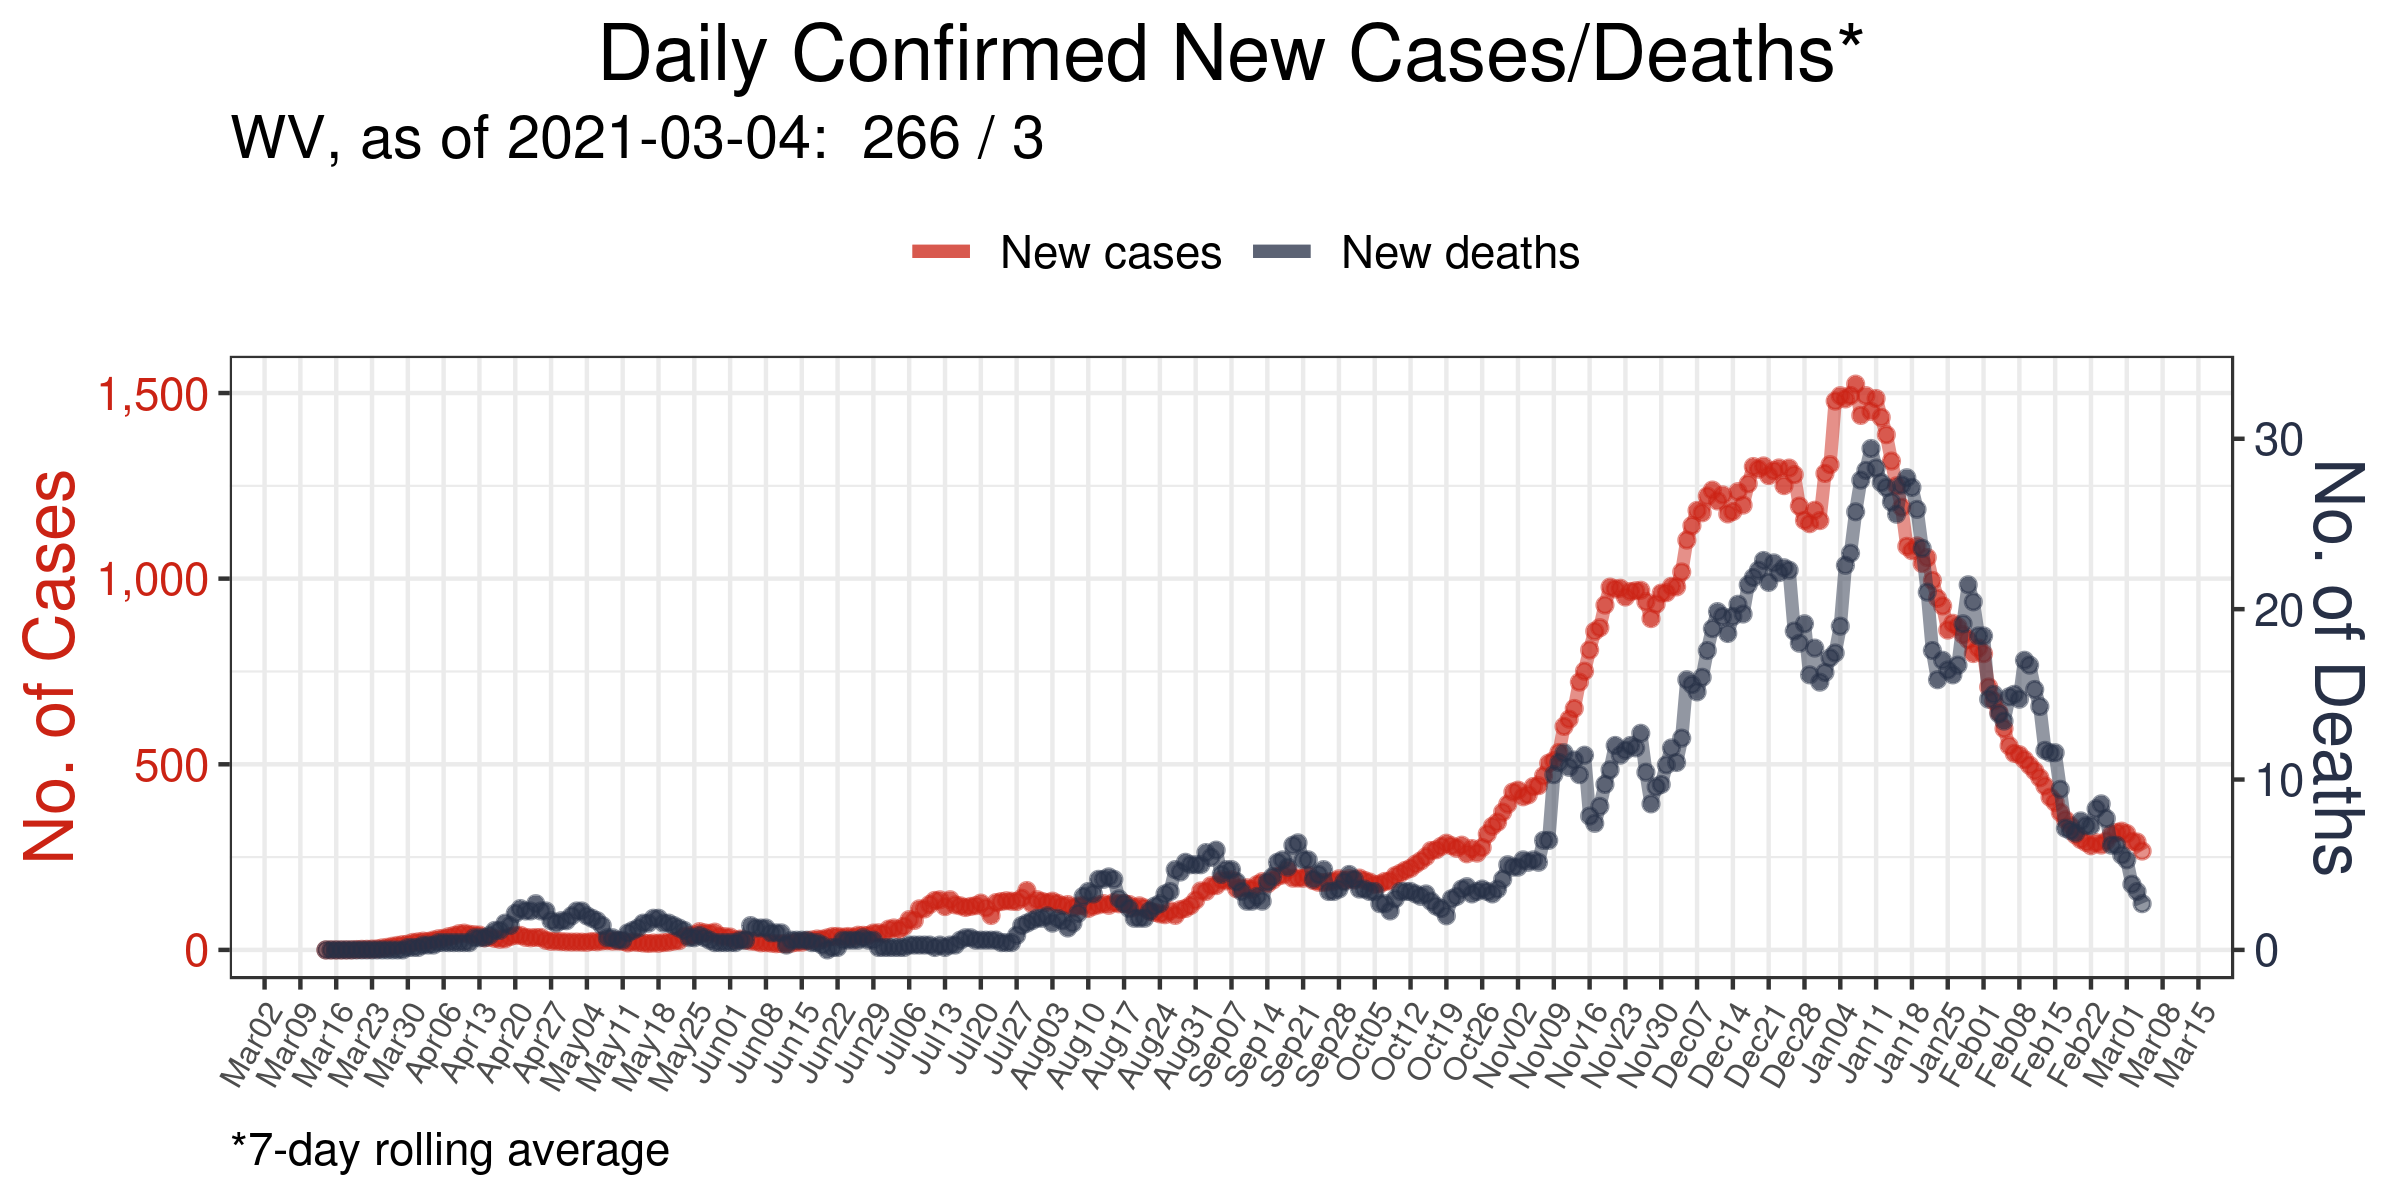 Daily Confirmed New Cases/Deaths*
WV, as of 2021-03-04:  266 / 3
New cases
New deaths
No. of Cases
1,500
1,000
500
0
30
20
10
0
No. of Deaths
Mar02
Mar09
Mar16
Mar23
Mar30
Apr06
Apr13
Apr20
Apr27
May04
May11
May18
May25
Jun01
Jun08
Jun15
Jun22
Jun29
Jul06
Jul13
Jul20
Jul27
Aug03
Aug10
Aug17
Aug24
Aug31
Sep07
Sep14
Sep21
Sep28
Oct05
Oct12
Oct19
Oct26
Nov02
Nov09
Nov16
Nov23
Nov30
Dec07
Dec14
Dec21
Dec28
Jan04
Jan11
Jan18
Jan25
Feb01
Feb08
Feb15
Feb22
Mar01
Mar08
Mar15
*7-day rolling average